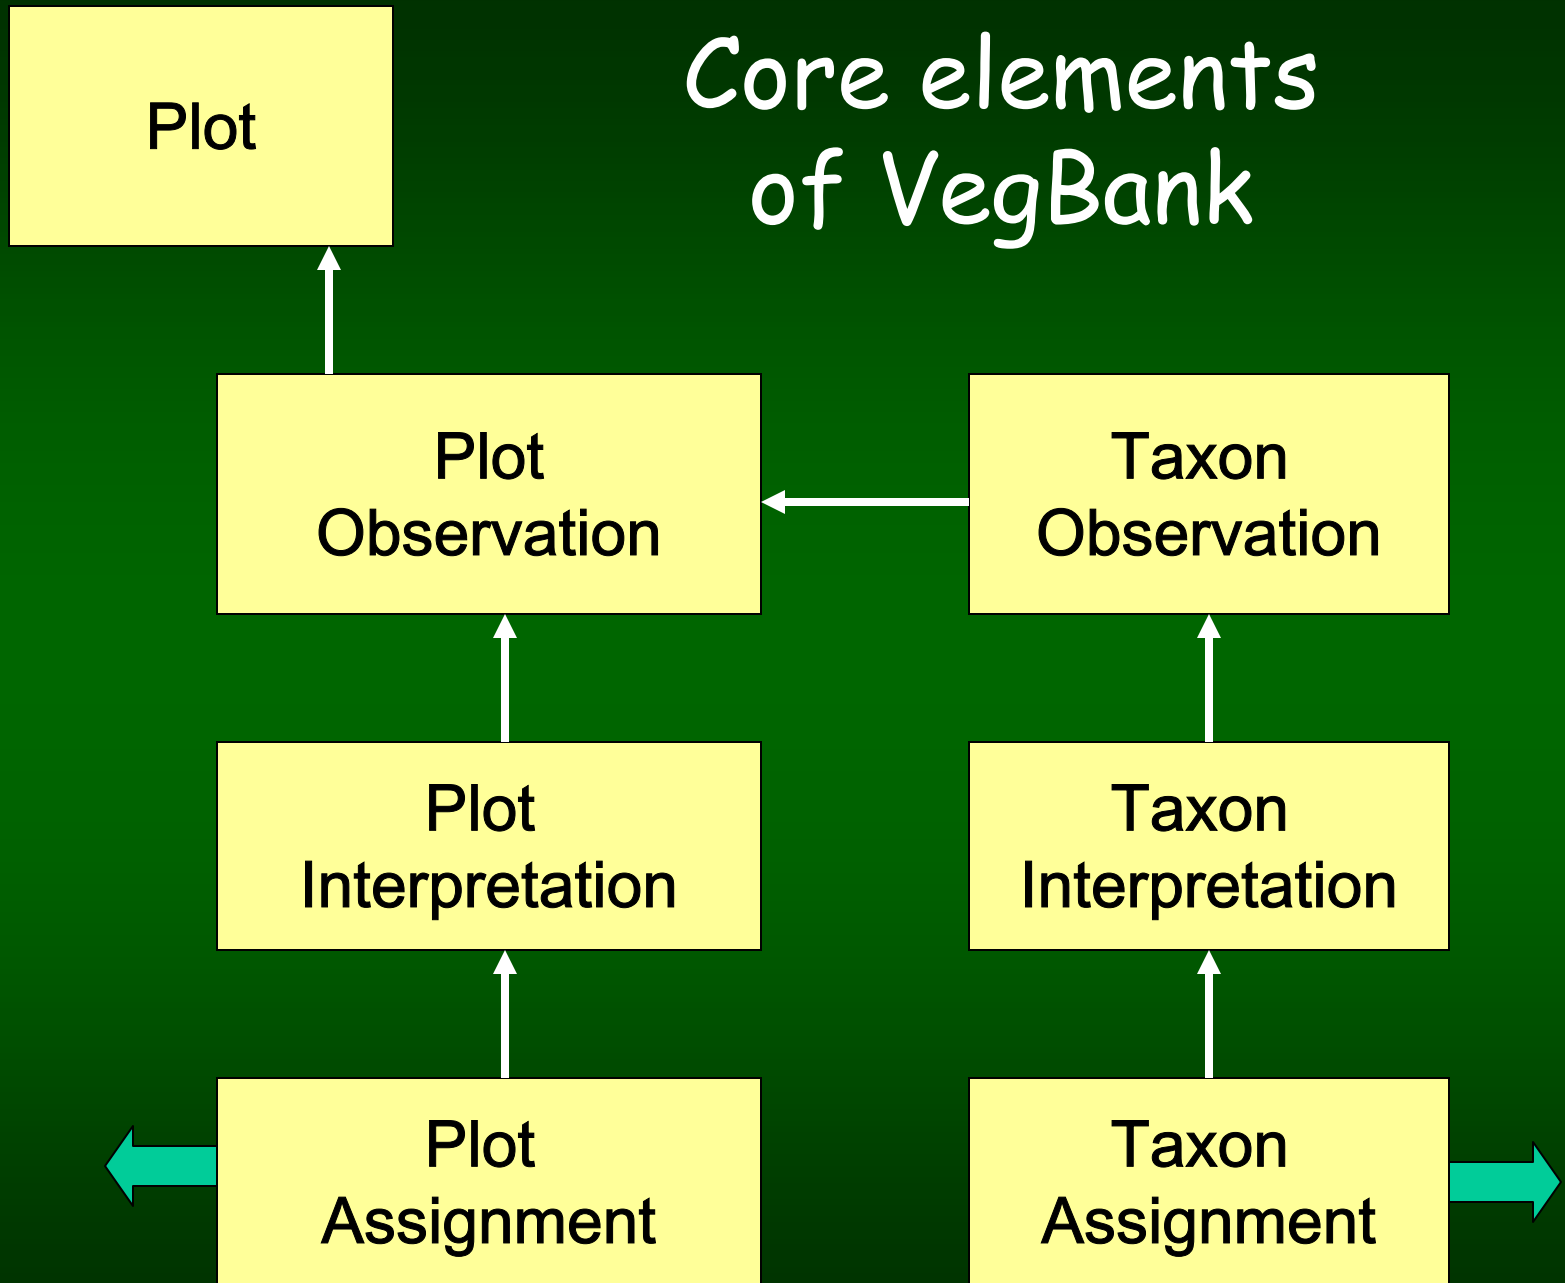 Plot
Core elements
of VegBank
Plot
Observation
Taxon
Observation
Plot
Interpretation
Taxon
Interpretation
Plot
Assignment
Taxon
Assignment